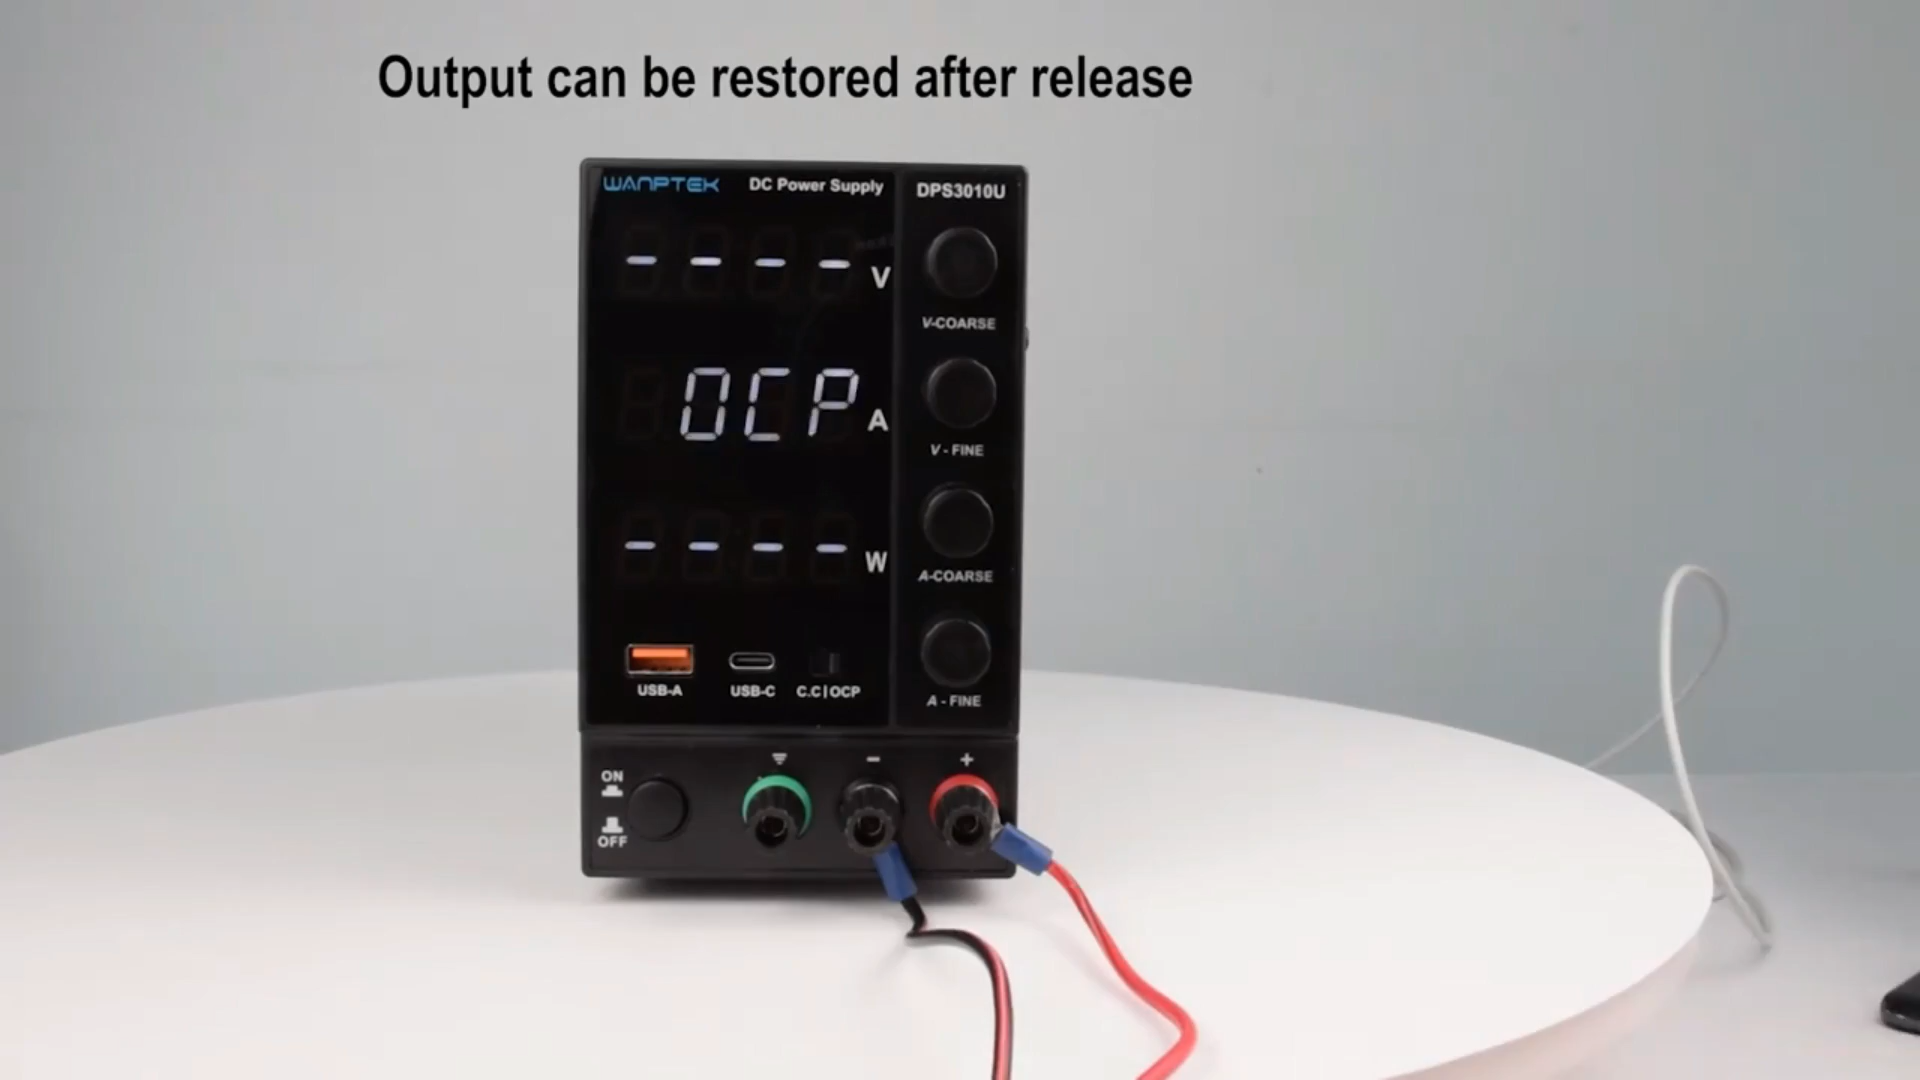 Output can be restored after release
WANPTEK DC Power Supply DPS3010U
- - - - V
V-COARSE
OCP A
V - FINE
- - - - W
A-COARSE
USB-A USB-C C.C|OCP
A - FINE
- +
ON
OFF